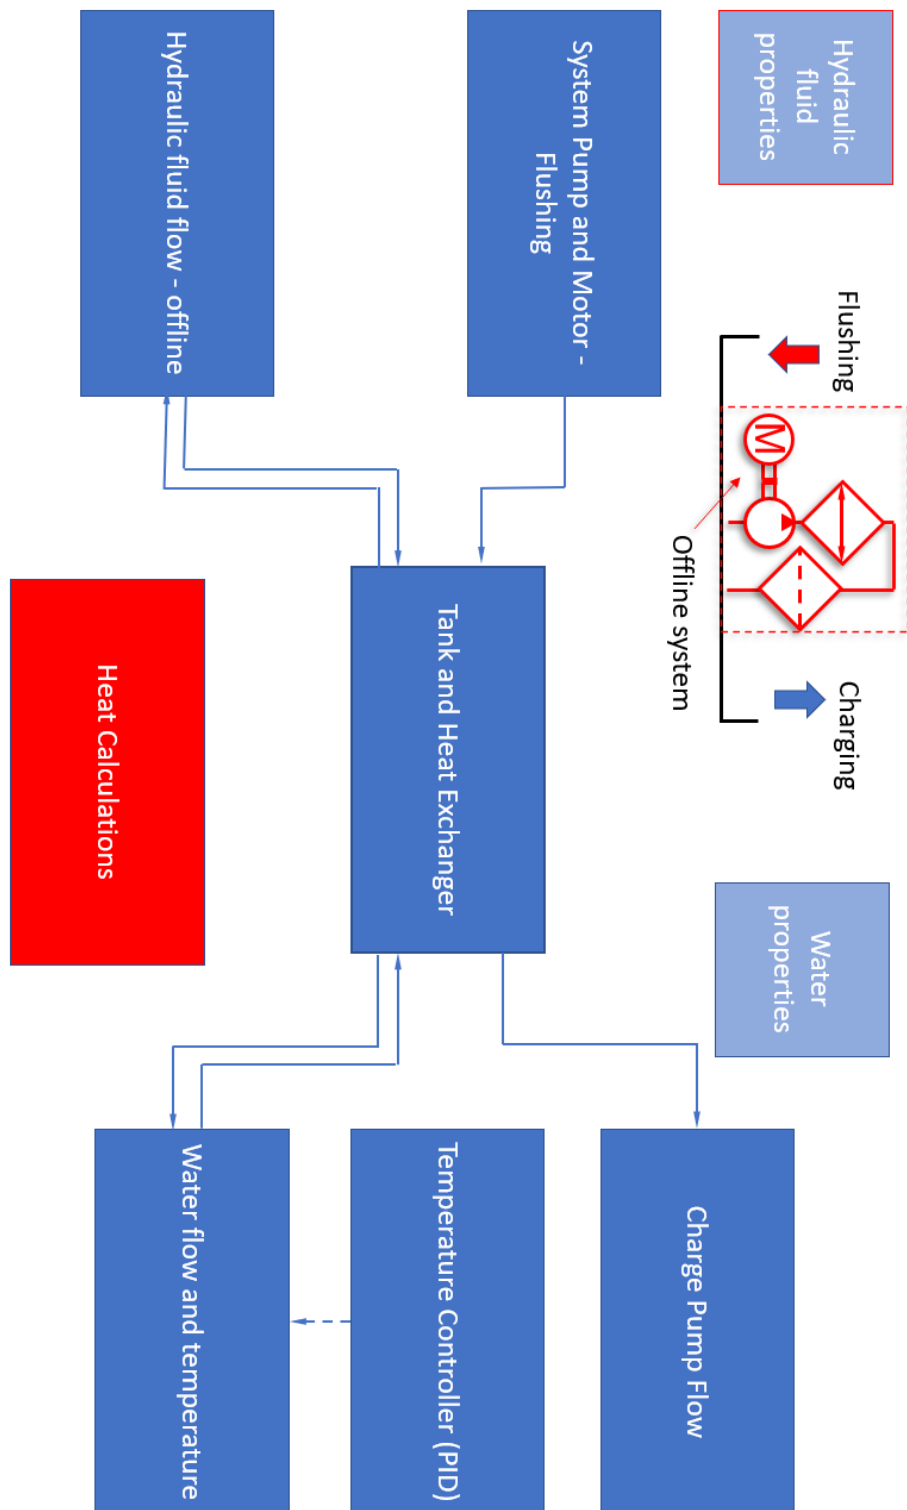 Hydraulic
fluid
properties
Flushing
M
Offline system
Charging
Water
properties
System Pump and Motor -
Flushing
Tank and Heat Exchanger
Charge Pump Flow
Temperature Controller (PID)
Hydraulic fluid flow - offline
Water flow and temperature
Heat Calculations